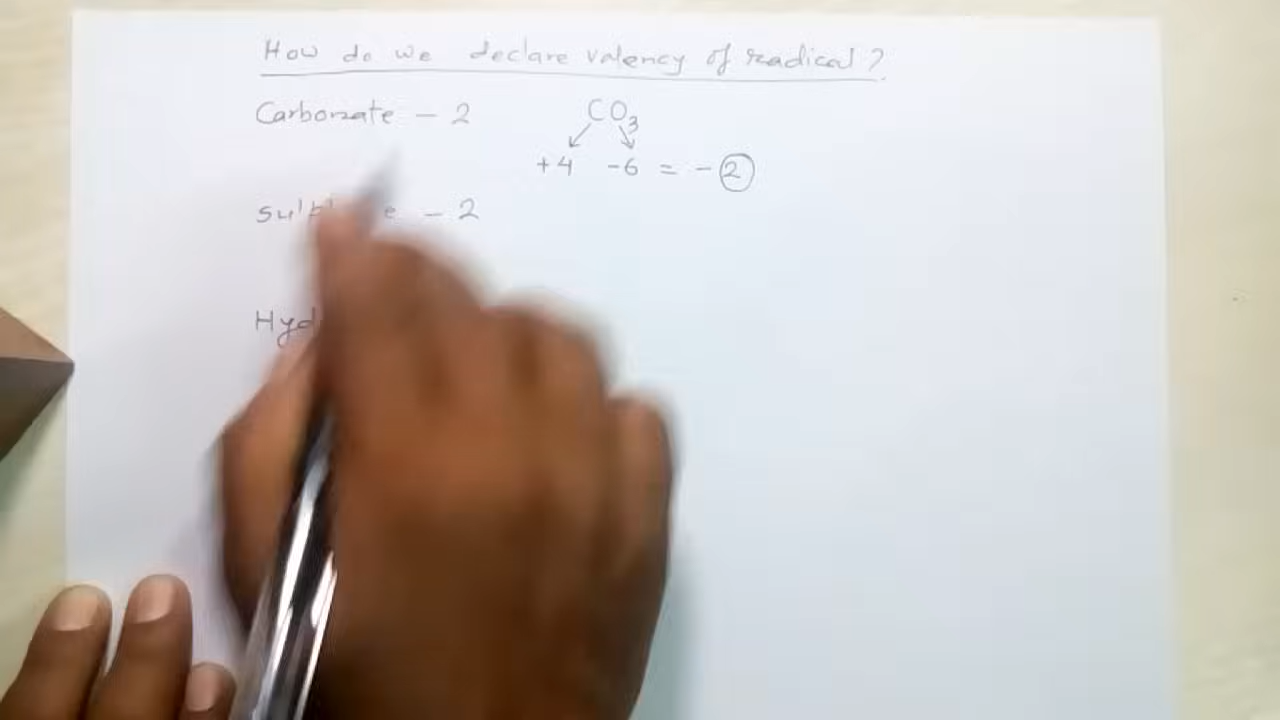 How do we declare valency of radical?
Carbonate - 2 CO3
+4 -6 = -2
- 2